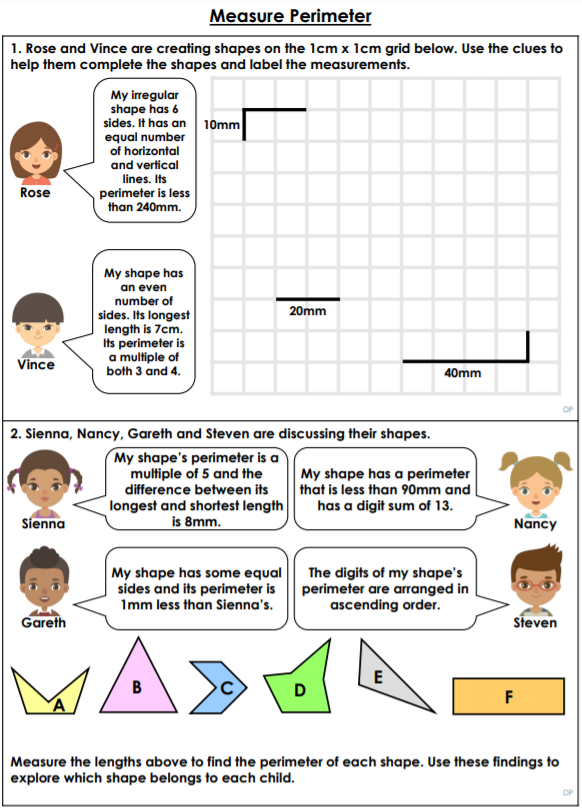 Measure Perimeter
1. Rose and Vince are creating shapes on the 1cm x 1cm grid below. Use the clues to
help them complete the shapes and label the measurements.
My irregular
shape has 6
sides. It has an
equal number
of horizontal
and vertical
lines. Its
perimeter is less
than 240mm.
Rose
10mm
My shape has
an even
number of
sides. Its longest
length is 7cm.
Its perimeter is
a multiple of
both 3 and 4.
Vince
20mm
40mm
DP
2. Sienna, Nancy, Gareth and Steven are discussing their shapes.
My shape's perimeter is a
multiple of 5 and the
difference between its
longest and shortest length
is 8mm.
Sienna
My shape has a perimeter
that is less than 90mm and
has a digit sum of 13.
Nancy
My shape has some equal
sides and its perimeter is
1mm less than Sienna's.
Gareth
The digits of my shape's
perimeter are arranged in
ascending order.
Steven
A
B
C
D
E
F
Measure the lengths above to find the perimeter of each shape. Use these findings to
explore which shape belongs to each child.
DP